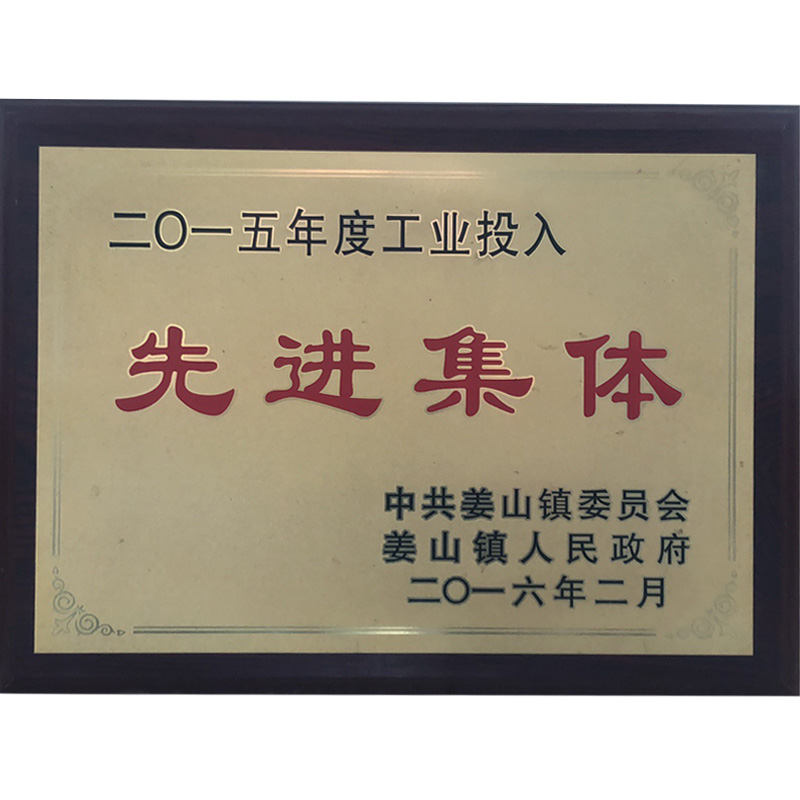 二〇一五年度工业投入
先进集体
中共姜山镇委员会
姜山镇人民政府
二〇一六年二月